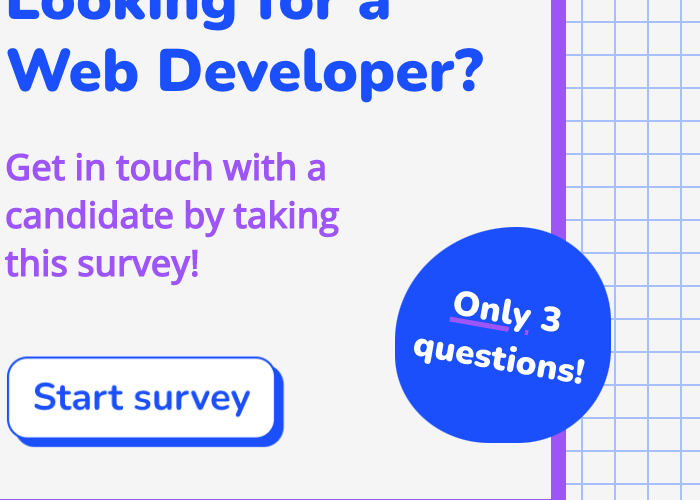 Looking for a
Web Developer?
Get in touch with a
candidate by taking
this survey!
Only 3
questions!
Start survey